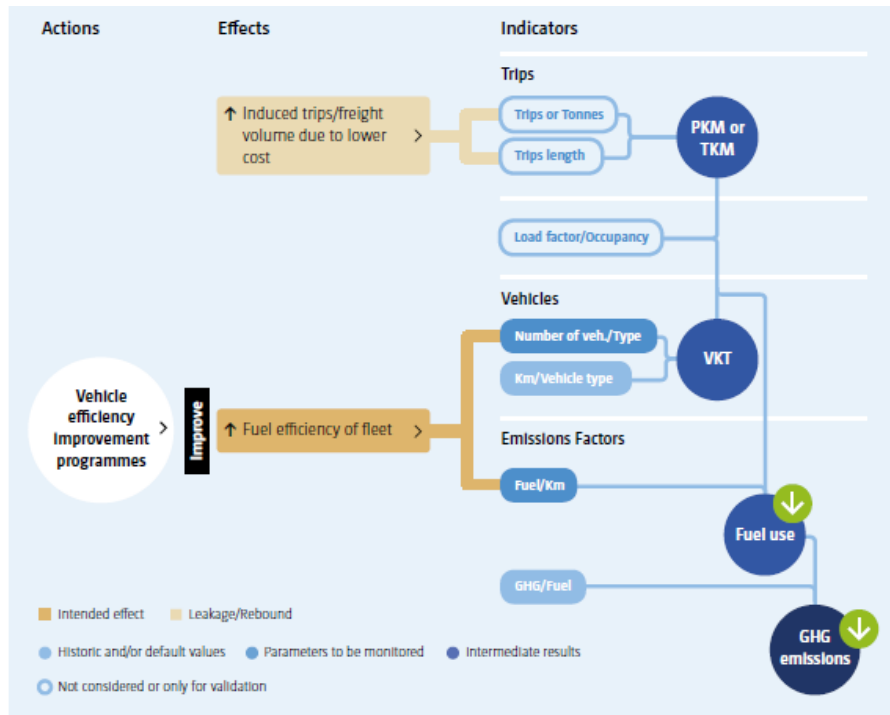 Actions
Effects
Indicators
Trips
↑ Induced trips/freight
volume due to lower
cost
>
Trips or Tonnes
Trips length
PKM or
TKM
Load factor/Occupancy
Vehicles
Number of veh./Type
Km/Vehicle type
VKT
Vehicle
efficiency
improvement
programmes
>
Improve
↑ Fuel efficiency of fleet
>
Emissions Factors
Fuel/Km
Fuel use
GHG/Fuel
GHG
emissions
Intended effect
Leakage/Rebound
Historic and/or default values
Parameters to be monitored
Intermediate results
Not considered or only for validation